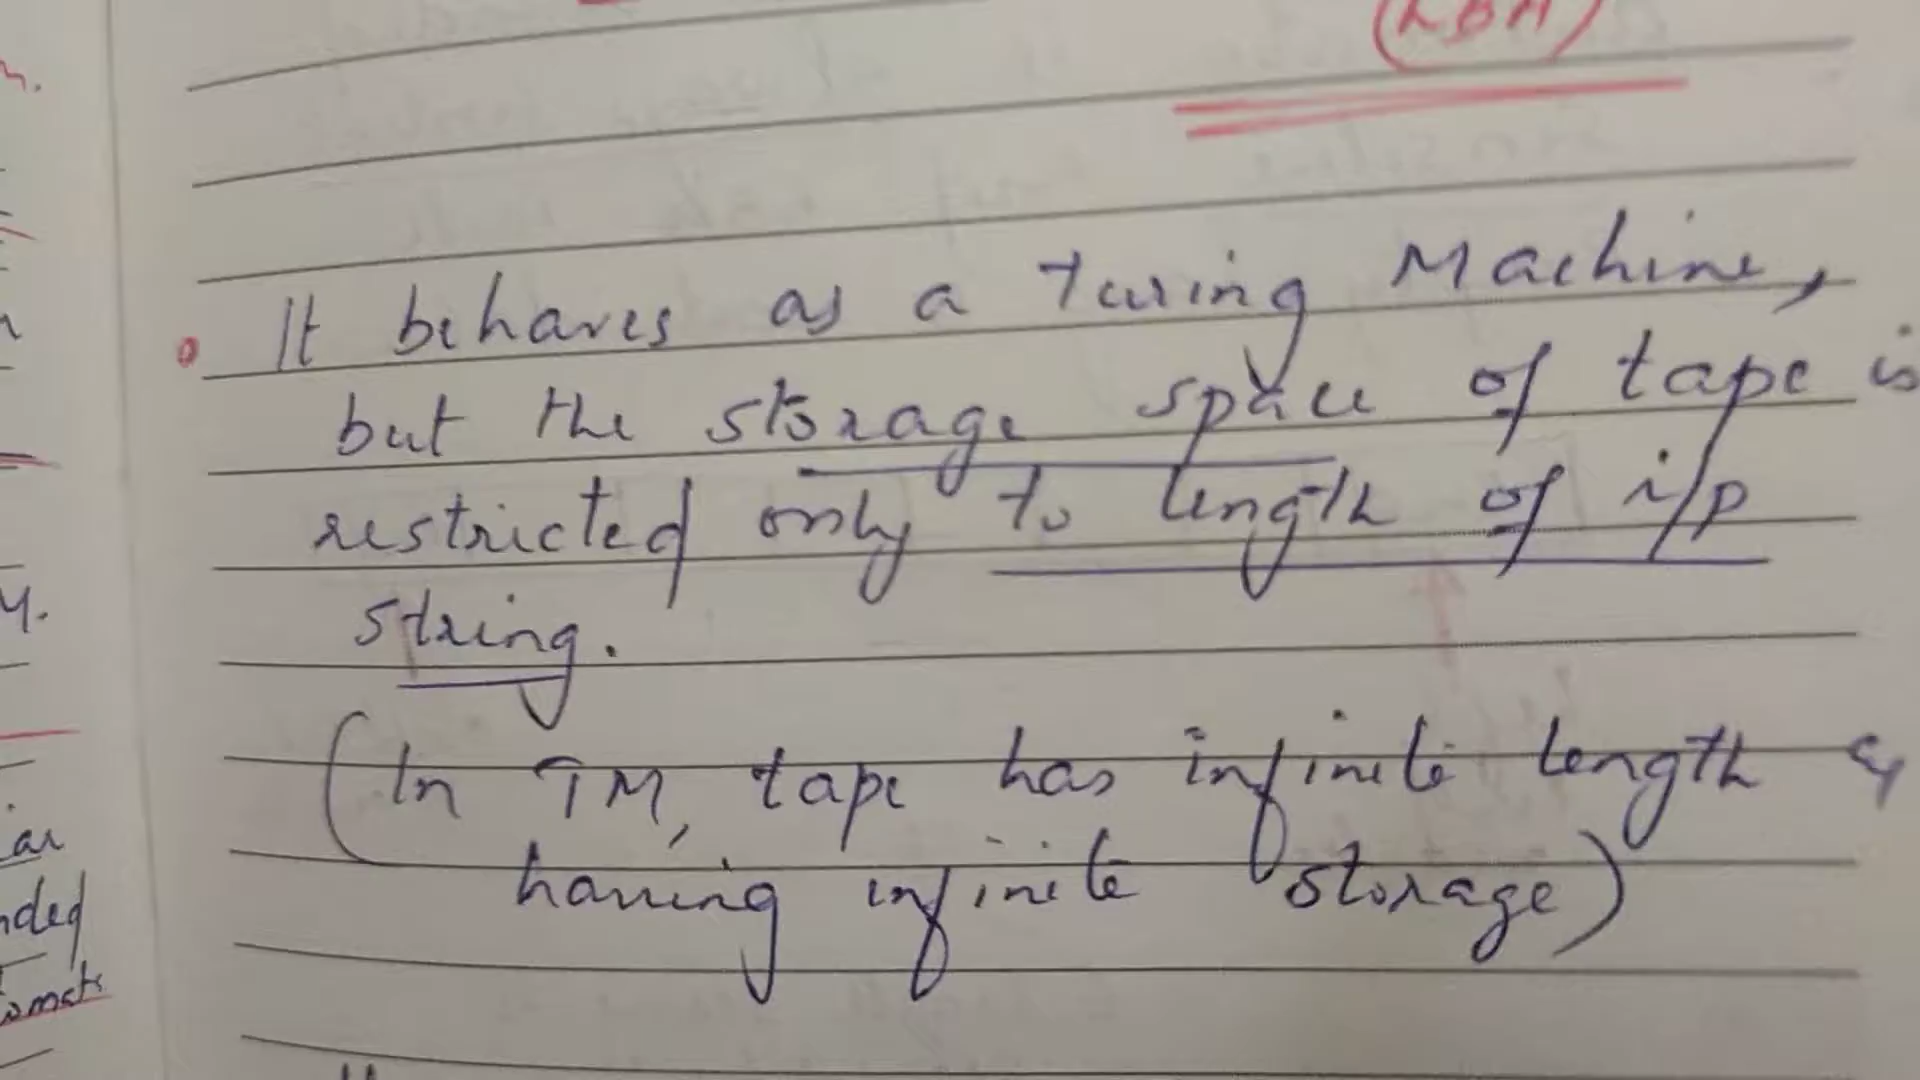 (LBA)
It behaves as a Turing Machine,
but the storage space of tape is
restricted only to length of i/p
string.
(In TM, tape has infinite length &
having infinite storage)